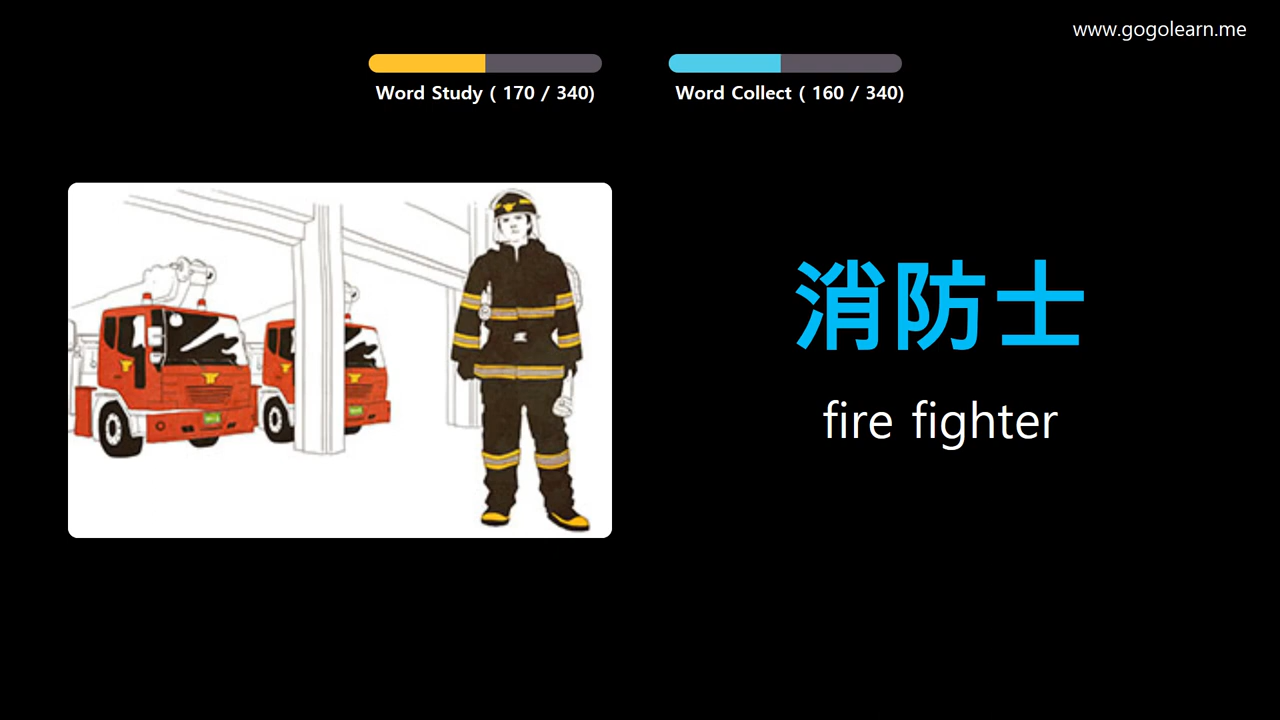 www.gogolearn.me
Word Study ( 170 / 340)
Word Collect ( 160 / 340)
消防士
fire fighter